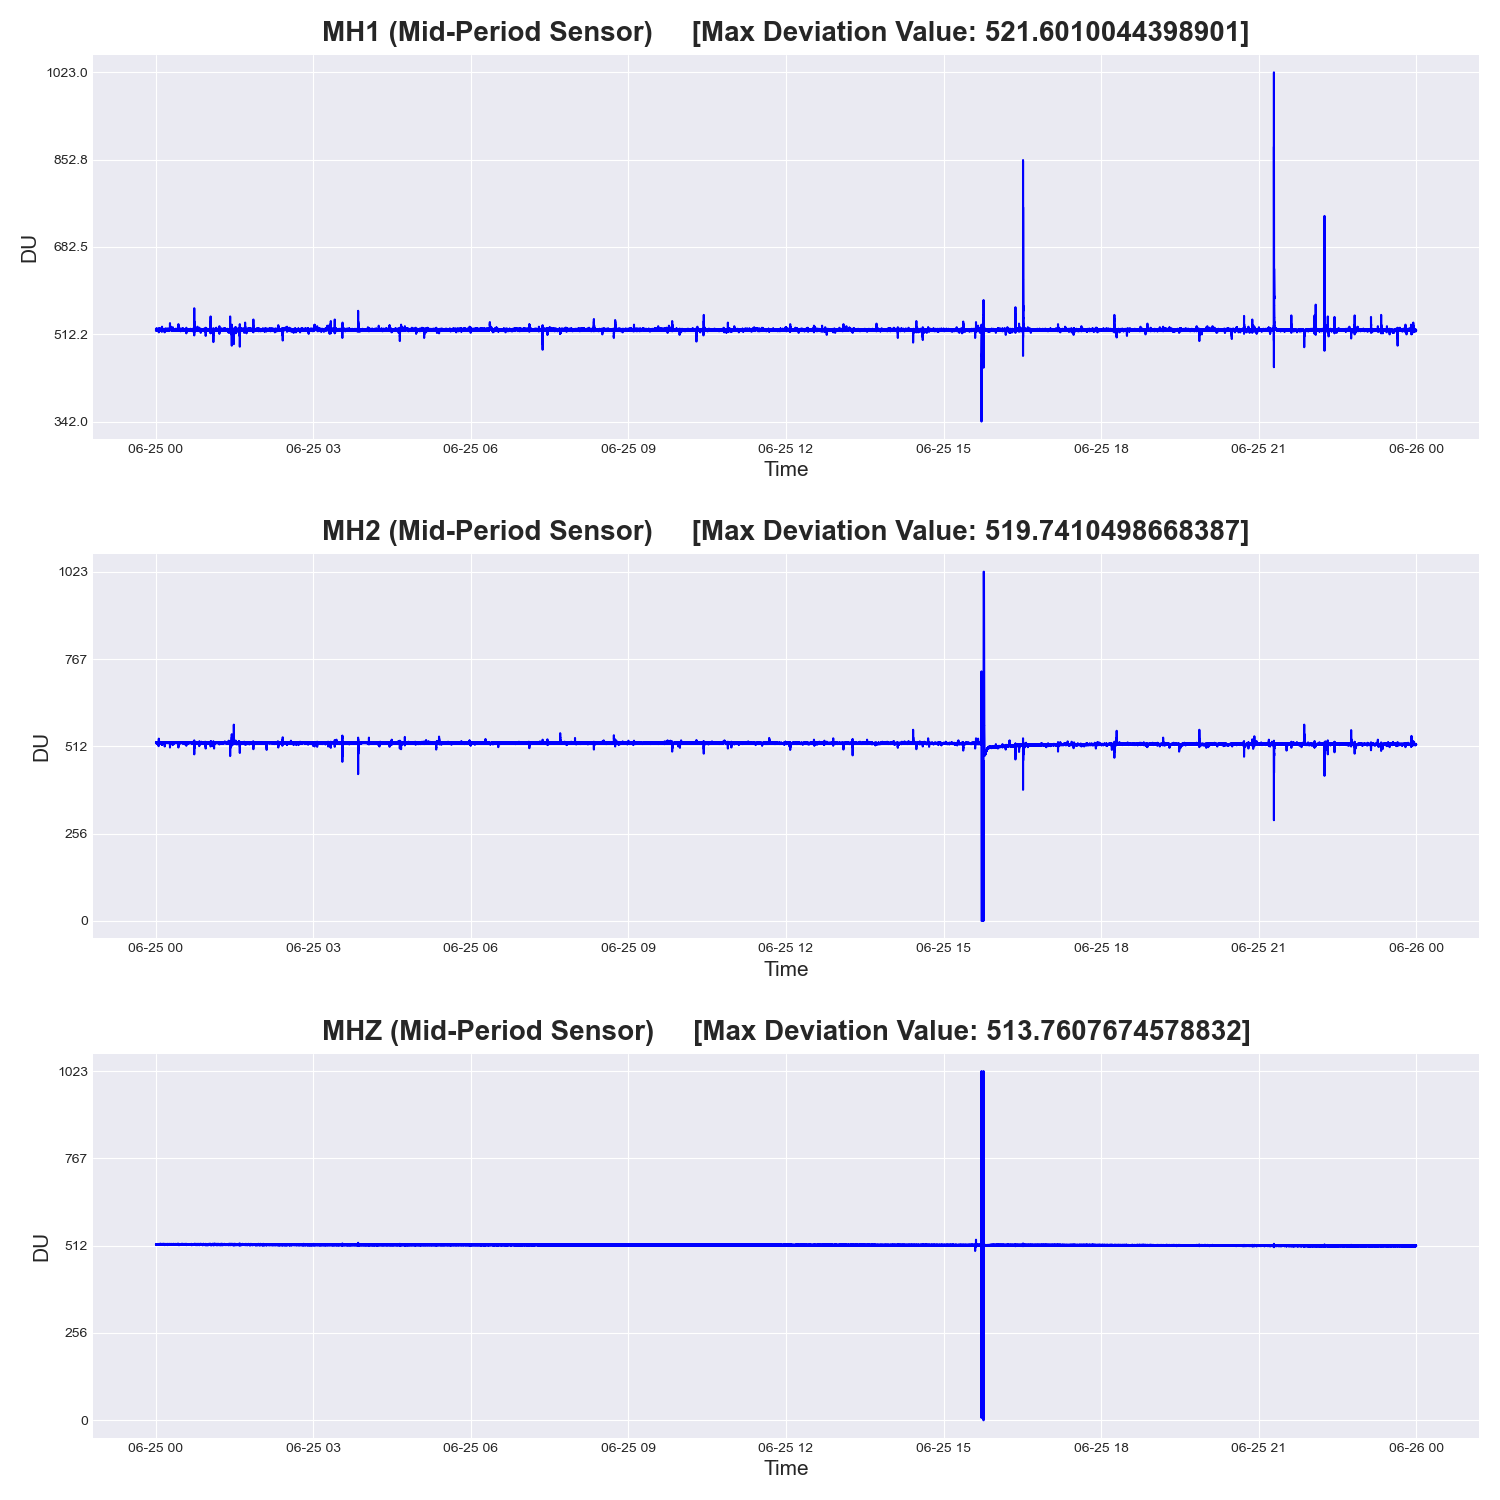 MH1 (Mid-Period Sensor) [Max Deviation Value: 521.6010044398901]
1023.0
852.8
682.5
512.2
342.0
DU
06-25 00 06-25 03 06-25 06 06-25 09 06-25 12 06-25 15 06-25 18 06-25 21 06-26 00
Time
MH2 (Mid-Period Sensor) [Max Deviation Value: 519.7410498668387]
1023
767
512
256
0
DU
06-25 00 06-25 03 06-25 06 06-25 09 06-25 12 06-25 15 06-25 18 06-25 21 06-26 00
Time
MHZ (Mid-Period Sensor) [Max Deviation Value: 513.7607674578832]
1023
767
512
256
0
DU
06-25 00 06-25 03 06-25 06 06-25 09 06-25 12 06-25 15 06-25 18 06-25 21 06-26 00
Time